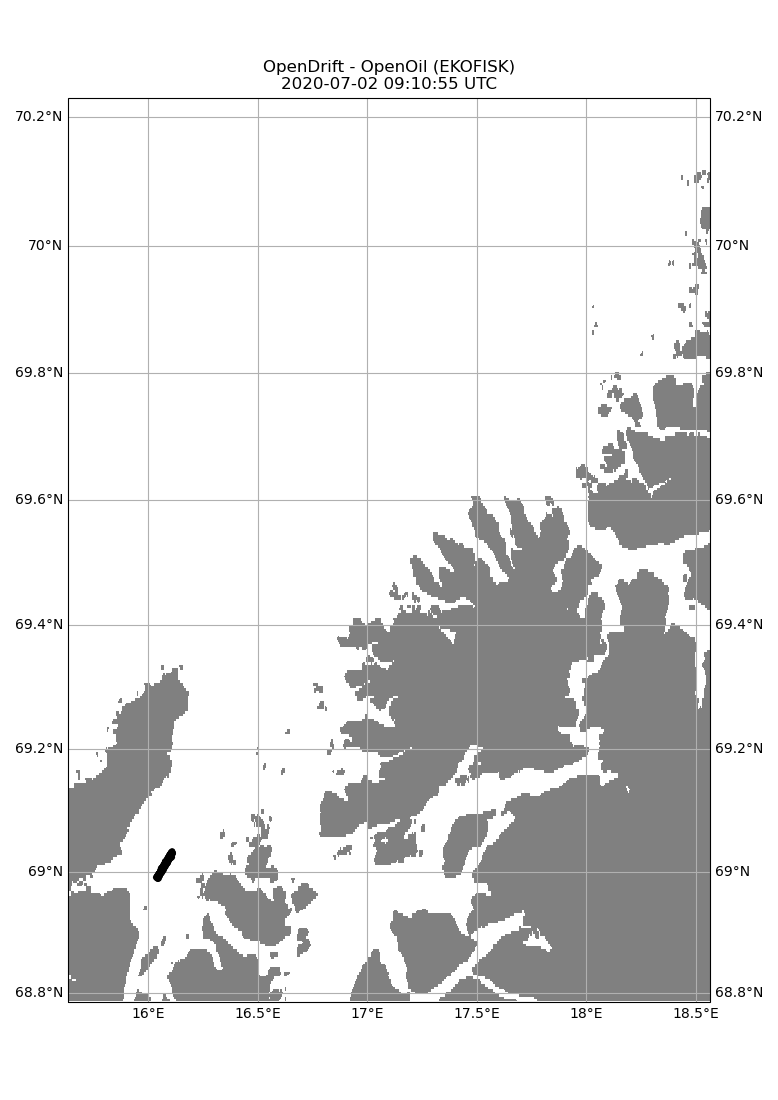 OpenDrift - OpenOil (EKOFISK)
2020-07-02 09:10:55 UTC
70.2°N 70.2°N
70°N 70°N
69.8°N 69.8°N
69.6°N 69.6°N
69.4°N 69.4°N
69.2°N 69.2°N
69°N 69°N
68.8°N 68.8°N
16°E 16.5°E 17°E 17.5°E 18°E 18.5°E